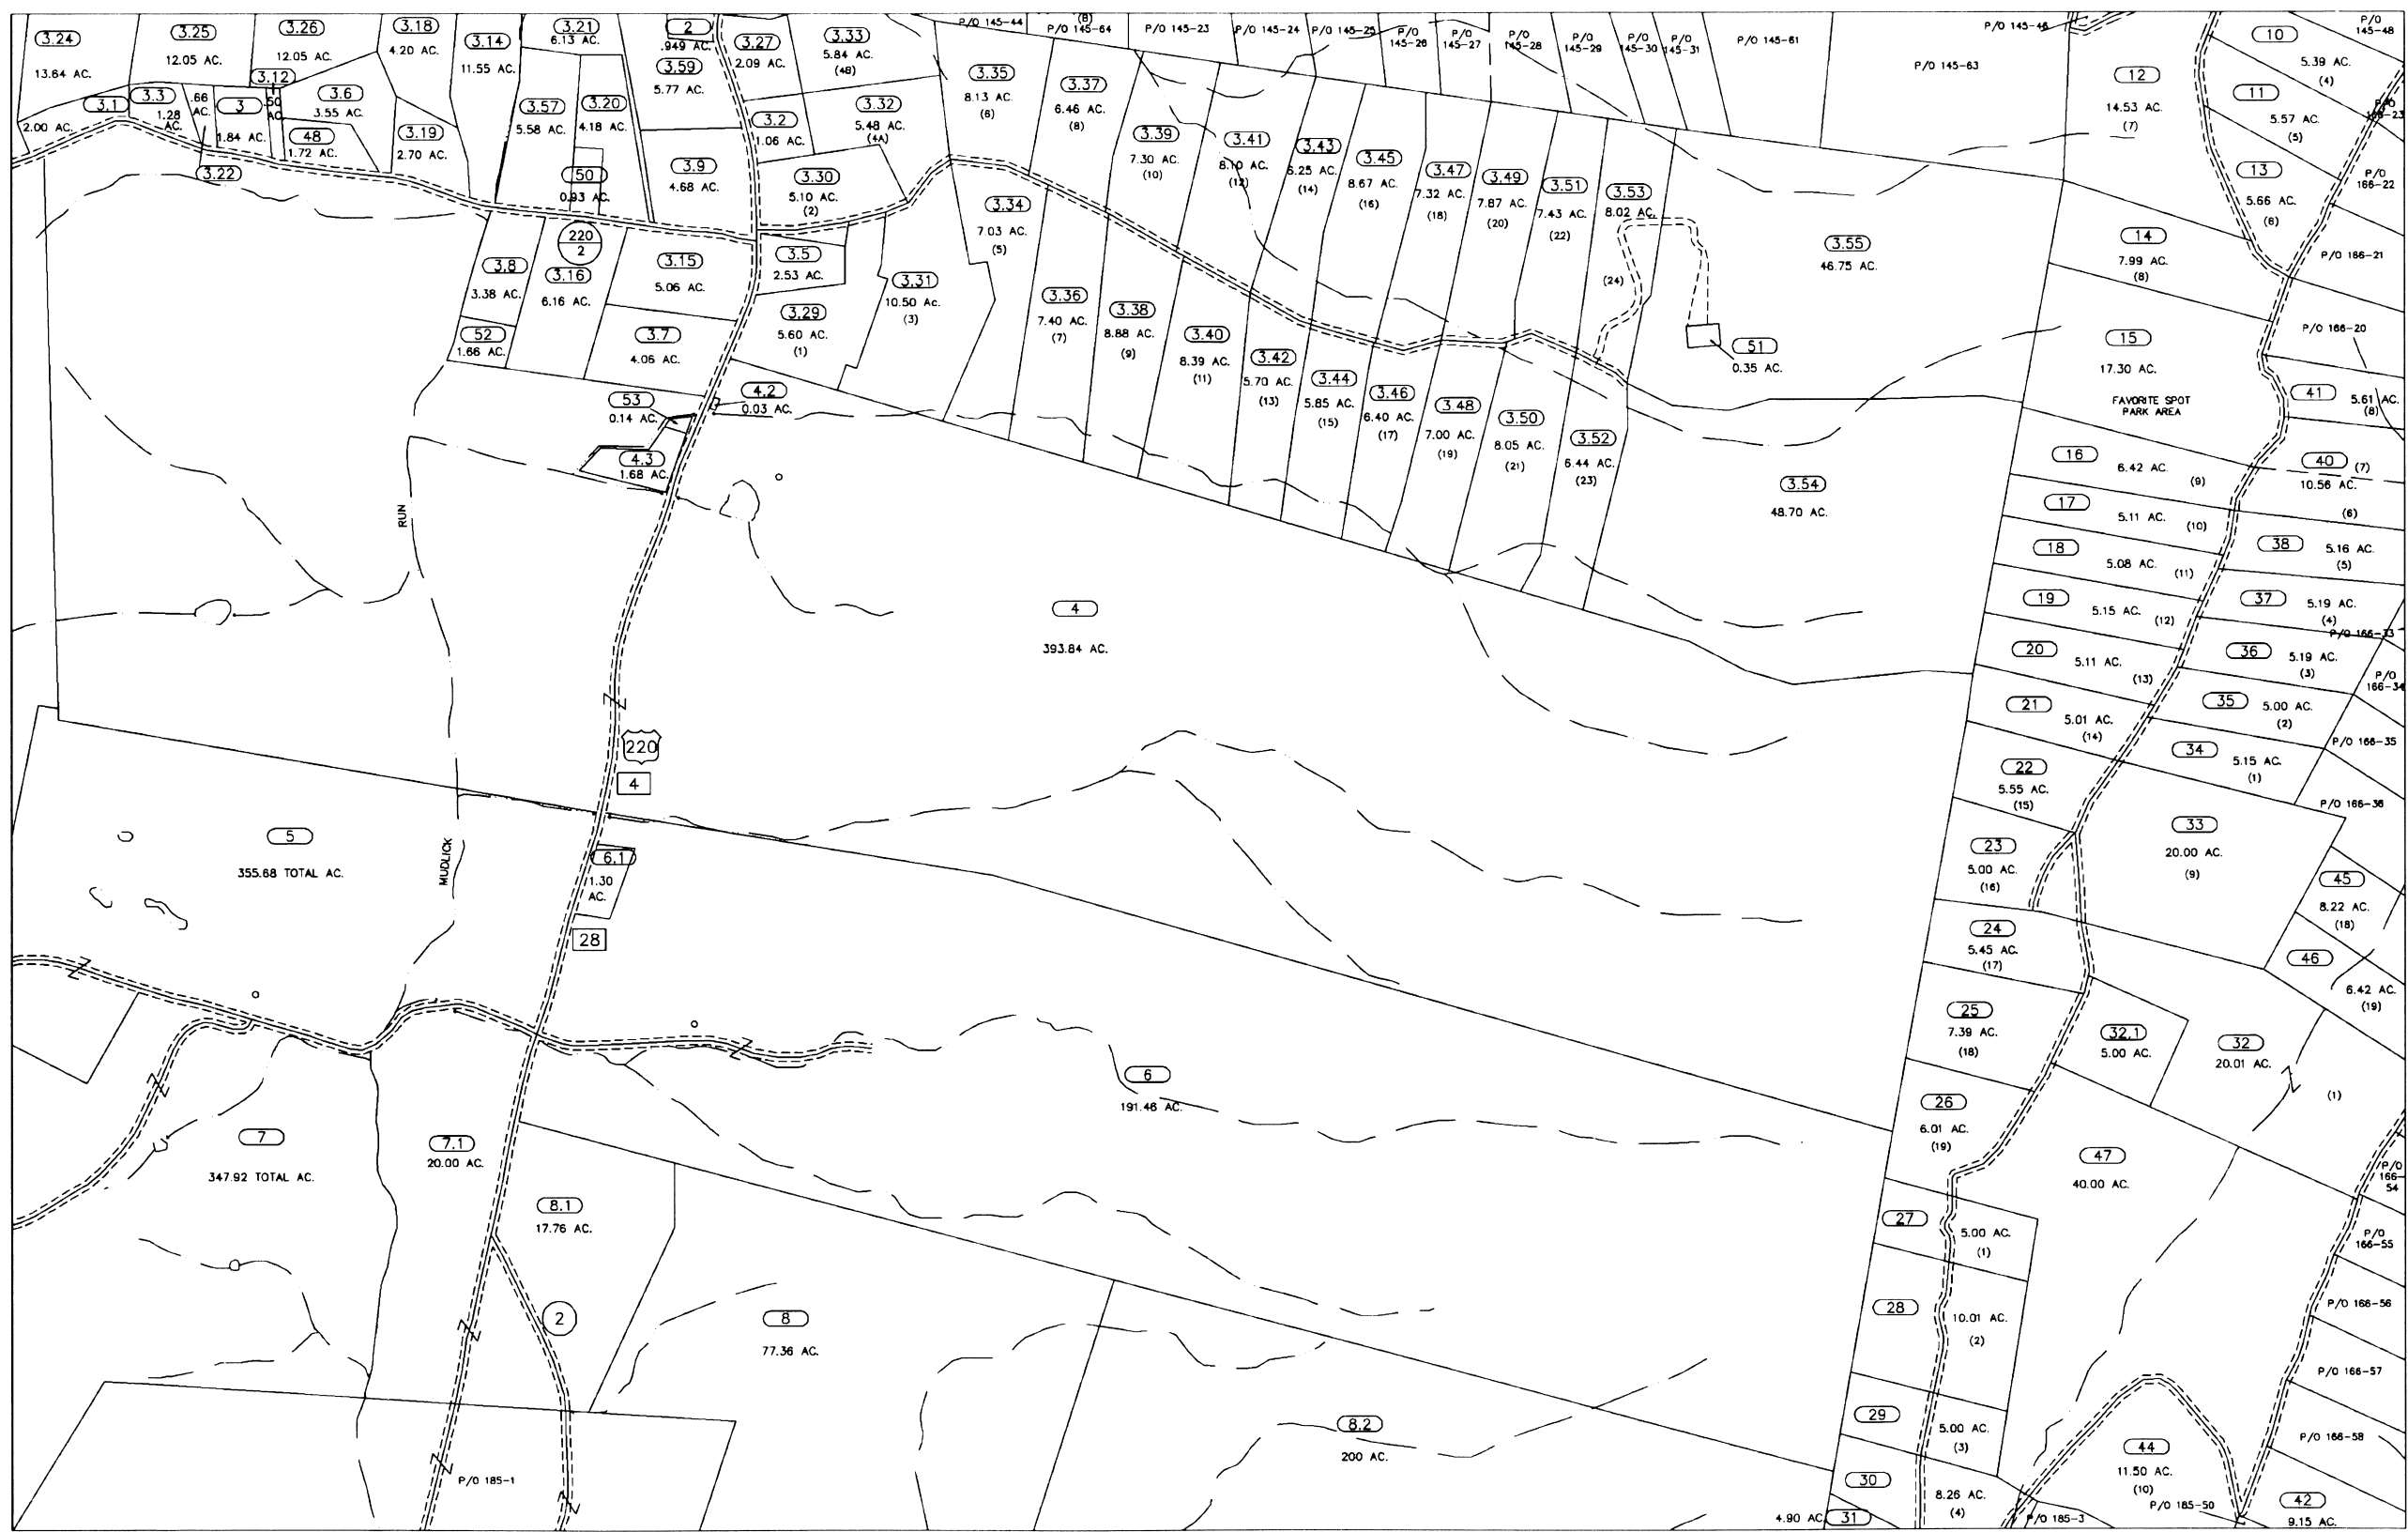 3.24
13.64 AC.
3.25
12.05 AC.
3.26
12.05 AC.
3.18
4.20 AC.
3.14
11.55 AC.
3.21
6.13 AC.
2
.949 AC.
3.59
5.77 AC.
3.27
2.09 AC.
3.33
5.84 AC.
(4B)
P/O 145-44
(B)
P/O 145-64
P/O 145-23
P/O 145-24
P/O 145-25
P/O
145-26
P/O
145-27
P/O
145-28
P/O
145-29
P/O
145-30
P/O
145-31
P/O 145-61
P/O 145-63
P/O 145-46
P/O
145-48
3.1
2.00 AC.
3.3
1.28
AC.
.66
AC.
3
1.84 AC.
3.12
.50
AC.
3.6
3.55 AC.
48
1.72 AC.
3.22
3.19
2.70 AC.
3.57
5.58 AC.
3.20
4.18 AC.
50
0.93 AC.
3.9
4.68 AC.
3.2
1.06 AC.
3.32
5.48 AC.
(4A)
3.30
5.10 AC.
(2)
3.35
8.13 AC.
(6)
3.37
6.46 AC.
(8)
3.39
7.30 AC.
(10)
3.41
8.10 AC.
(12)
3.43
6.25 AC.
(14)
3.45
8.67 AC.
(16)
3.47
7.32 AC.
(18)
3.49
7.87 AC.
(20)
3.51
7.43 AC.
(22)
3.53
8.02 AC.
(24)
3.55
46.75 AC.
51
0.35 AC.
12
14.53 AC.
(7)
10
5.39 AC.
(4)
11
5.57 AC.
(5)
P/O
166-23
13
5.66 AC.
(6)
P/O
166-22
P/O 166-21
14
7.99 AC.
(8)
15
17.30 AC.
FAVORITE SPOT
PARK AREA
P/O 166-20
41
5.61 AC.
(8)
220
2
3.8
3.38 AC.
3.16
6.16 AC.
3.15
5.06 AC.
3.7
4.06 AC.
52
1.66 AC.
3.5
2.53 AC.
3.29
5.60 AC.
(1)
3.31
10.50 Ac.
(3)
3.34
7.03 AC.
(5)
3.36
7.40 AC.
(7)
3.38
8.88 AC.
(9)
3.40
8.39 AC.
(11)
3.42
5.70 AC.
(13)
3.44
5.85 AC.
(15)
3.46
6.40 AC.
(17)
3.48
7.00 AC.
(19)
3.50
8.05 AC.
(21)
3.52
6.44 AC.
(23)
3.54
48.70 AC.
53
0.14 AC.
4.2
0.03 AC.
4.3
1.68 AC.
RUN
MUDLICK
4
393.84 AC.
16
6.42 AC.
(9)
17
5.11 AC.
(10)
18
5.08 AC.
(11)
19
5.15 AC.
(12)
20
5.11 AC.
(13)
21
5.01 AC.
(14)
22
5.55 AC.
(15)
40
(7)
10.56 AC.
(6)
38
5.16 AC.
(5)
37
5.19 AC.
(4)
P/O 166-33
36
5.19 AC.
(3)
P/O
166-34
35
5.00 AC.
(2)
P/O 166-35
34
5.15 AC.
(1)
P/O 166-36
220
4
5
355.68 TOTAL AC.
6.1
1.30
AC.
28
23
5.00 AC.
(16)
33
20.00 AC.
(9)
45
8.22 AC.
(18)
24
5.45 AC.
(17)
46
6.42 AC.
(19)
25
7.39 AC.
(18)
32.1
5.00 AC.
32
20.01 AC.
(1)
6
191.46 AC.
26
6.01 AC.
(19)
7
347.92 TOTAL AC.
7.1
20.00 AC.
47
40.00 AC.
P/O
166-
54
8.1
17.76 AC.
27
5.00 AC.
(1)
P/O
166-55
2
8
77.36 AC.
28
10.01 AC.
(2)
P/O 166-56
P/O 166-57
8.2
200 AC.
29
5.00 AC.
(3)
44
11.50 AC.
(10)
P/O 166-58
P/O 185-1
30
8.26 AC.
(4)
4.90 AC.
31
P/O 185-3
P/O 185-50
42
9.15 AC.